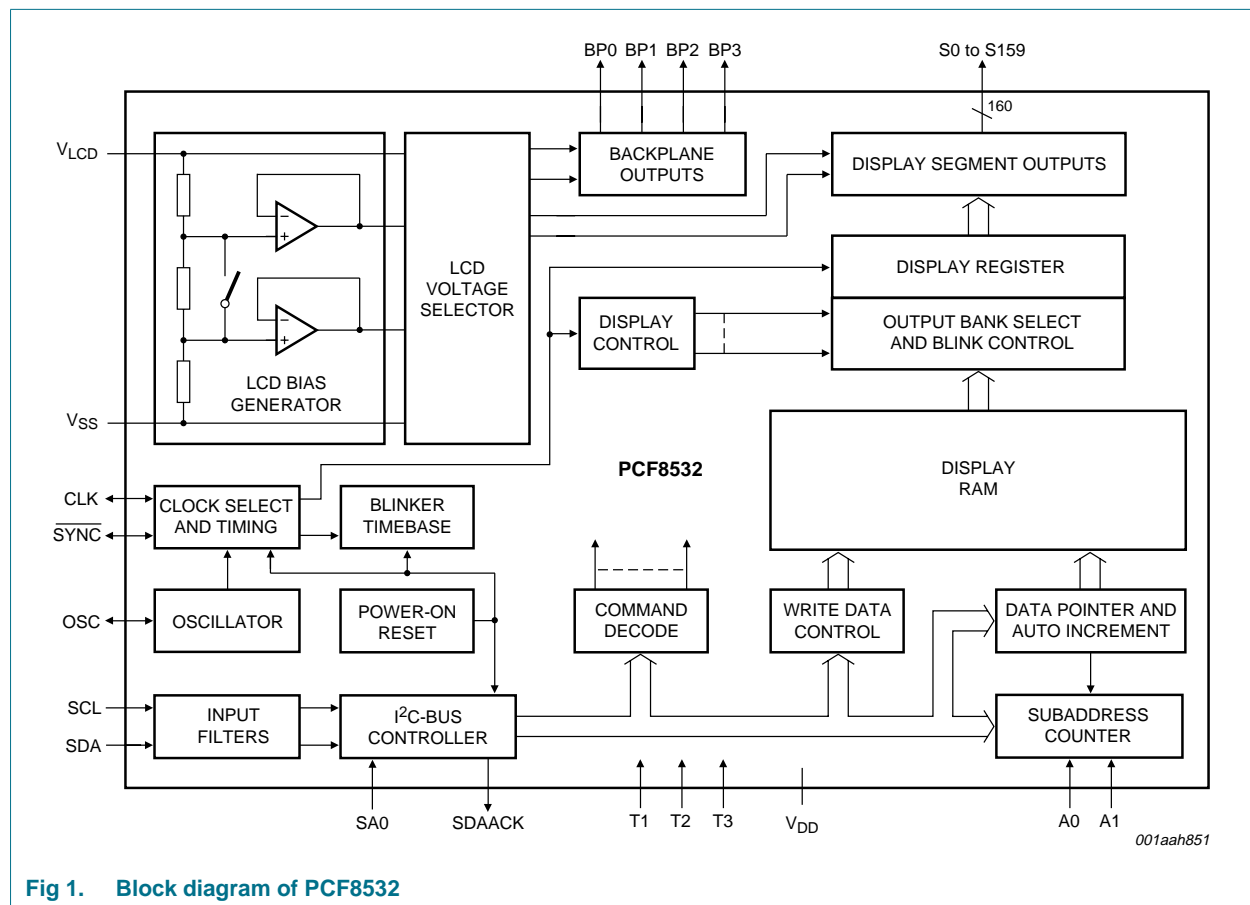 BP0 BP1 BP2 BP3
S0 to S159
160
VLCD
BACKPLANE
OUTPUTS
DISPLAY SEGMENT OUTPUTS
−
+
LCD
VOLTAGE
SELECTOR
DISPLAY REGISTER
−
+
DISPLAY
CONTROL
OUTPUT BANK SELECT
AND BLINK CONTROL
LCD BIAS
GENERATOR
VSS
PCF8532
DISPLAY
RAM
CLK
SYNC
CLOCK SELECT
AND TIMING
BLINKER
TIMEBASE
OSC
OSCILLATOR
POWER-ON
RESET
COMMAND
DECODE
WRITE DATA
CONTROL
DATA POINTER AND
AUTO INCREMENT
SCL
SDA
INPUT
FILTERS
I2C-BUS
CONTROLLER
SUBADDRESS
COUNTER
SA0
SDAACK
T1 T2 T3
VDD
A0 A1
001aah851
Fig 1. Block diagram of PCF8532